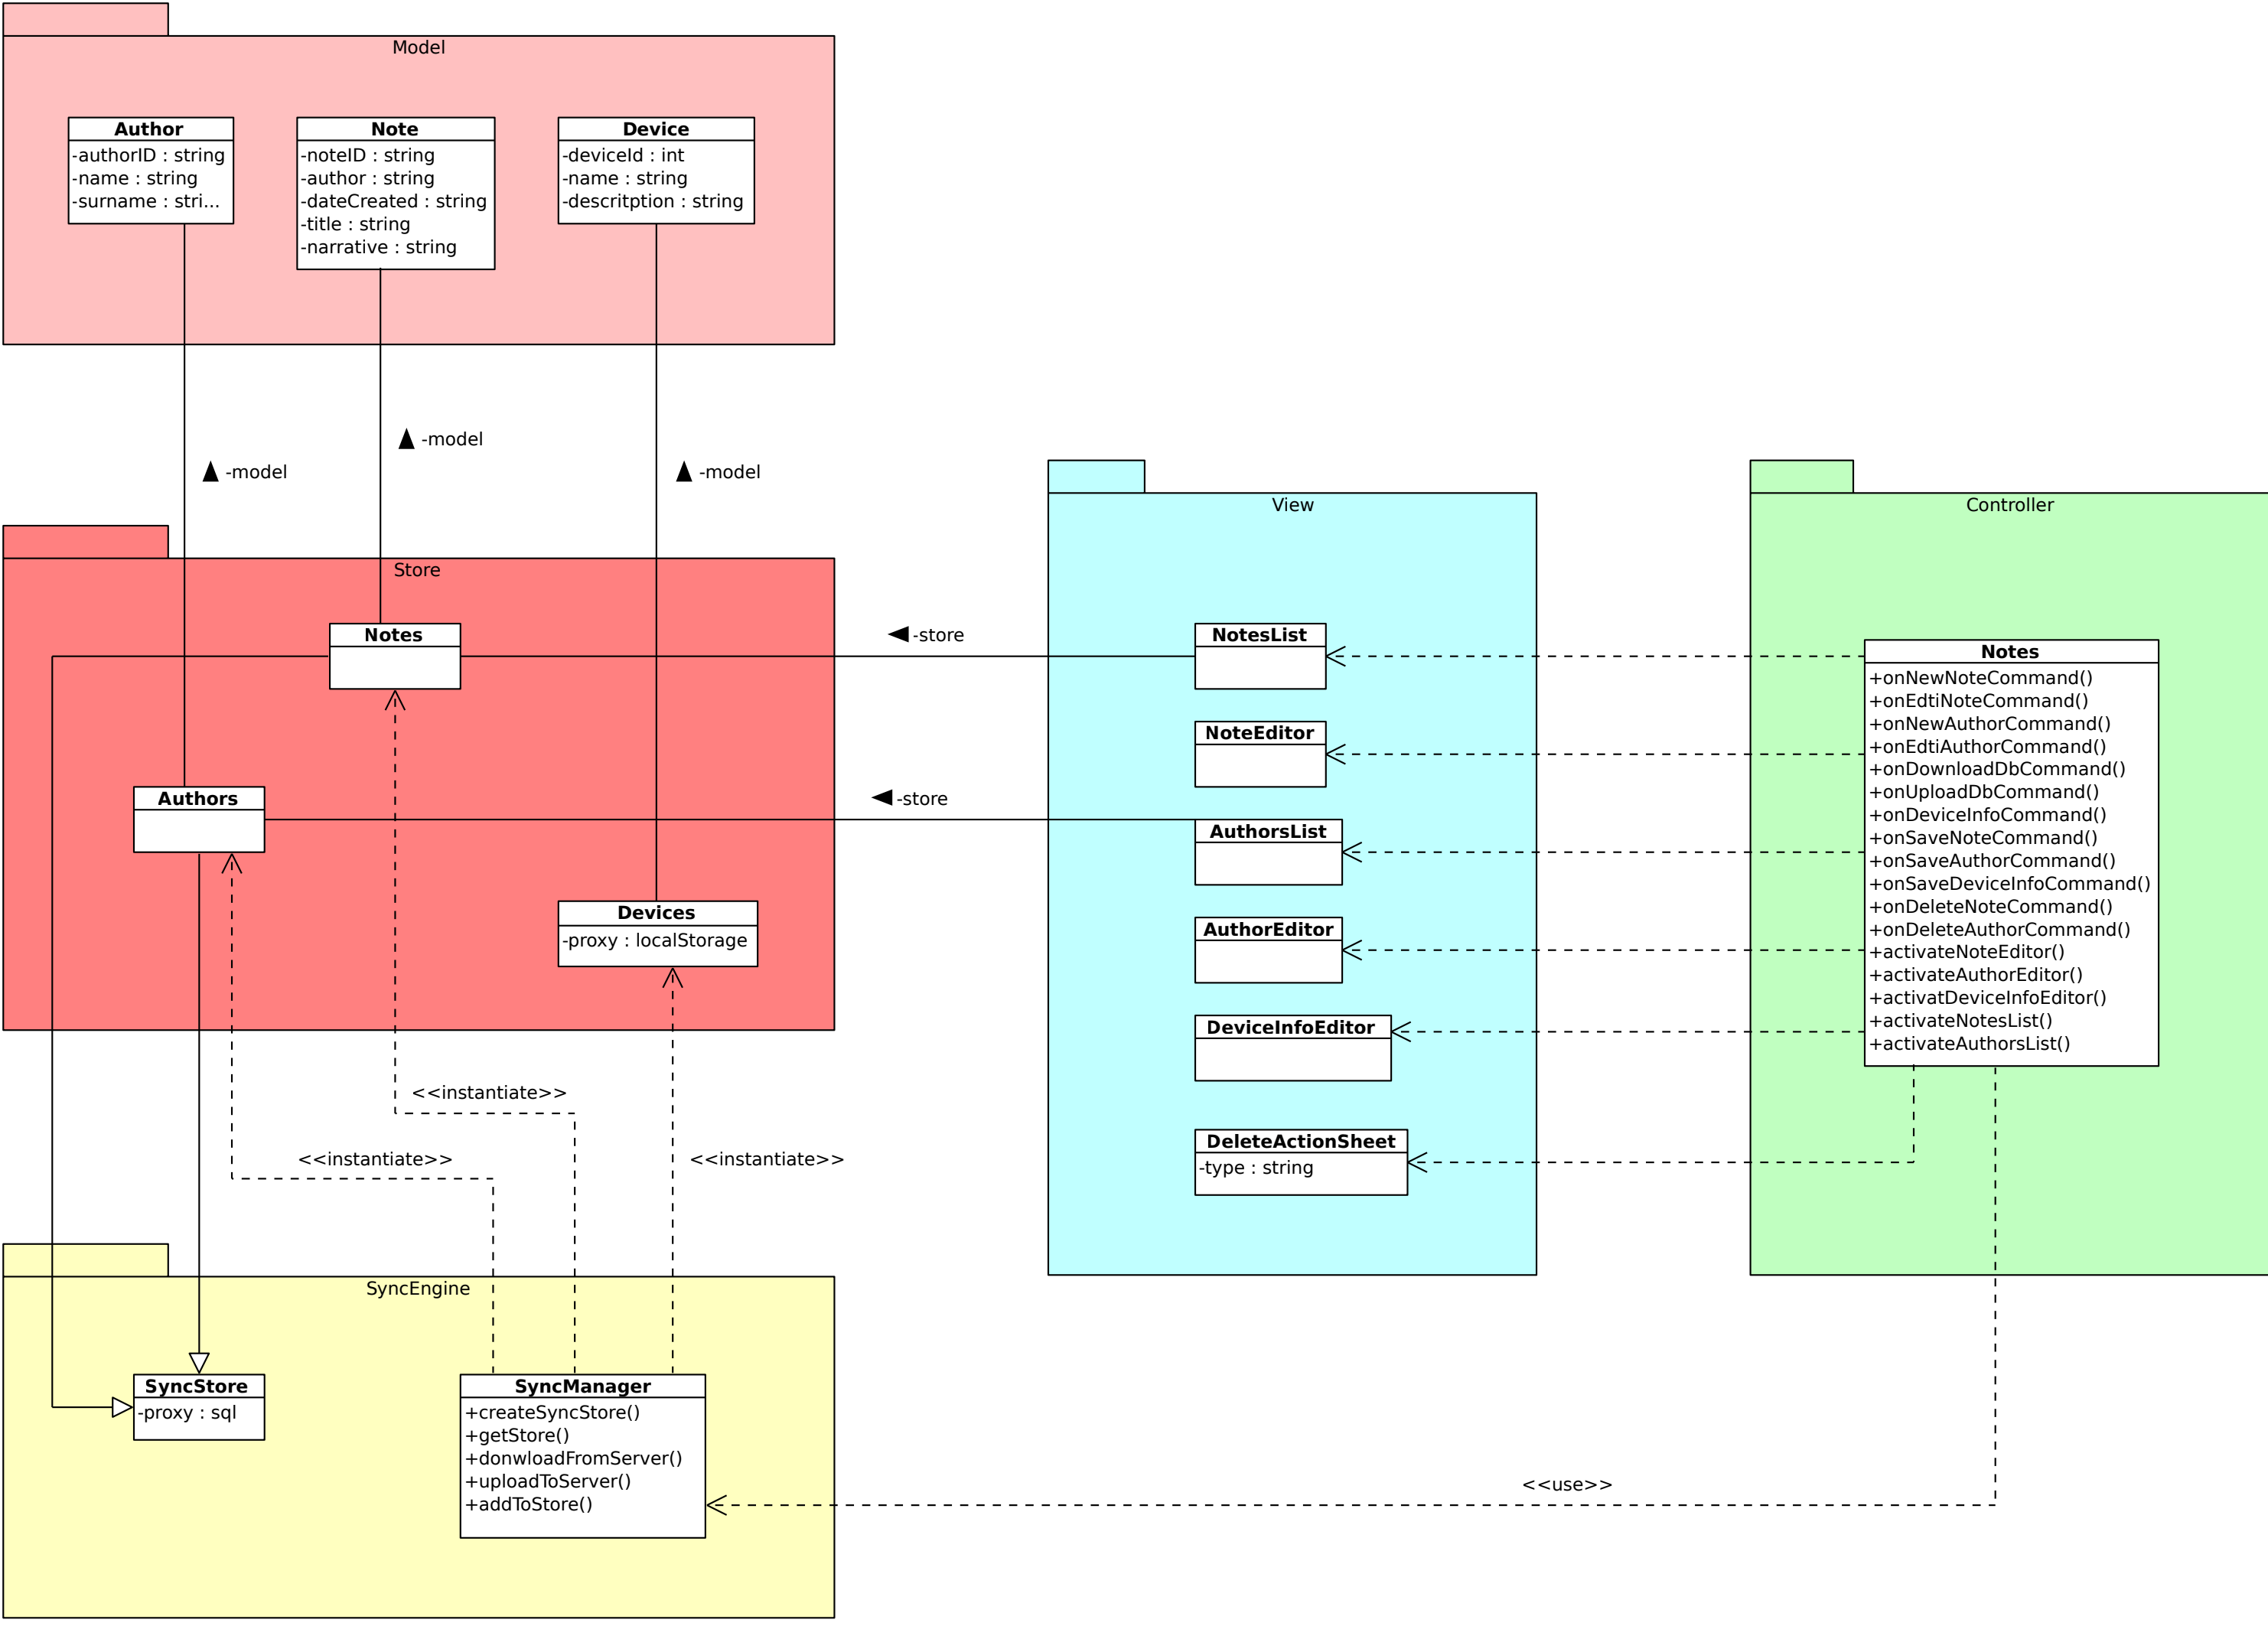 Model
Author
-authorID : string
-name : string
-surname : stri...
Note
-noteID : string
-author : string
-dateCreated : string
-title : string
-narrative : string
Device
-deviceId : int
-name : string
-descritption : string
-model
-model
-model
Store
Notes
Authors
Devices
-proxy : localStorage
-store
-store
View
NotesList
NoteEditor
AuthorsList
AuthorEditor
DeviceInfoEditor
DeleteActionSheet
-type : string
Controller
Notes
+onNewNoteCommand()
+onEdtiNoteCommand()
+onNewAuthorCommand()
+onEdtiAuthorCommand()
+onDownloadDbCommand()
+onUploadDbCommand()
+onDeviceInfoCommand()
+onSaveNoteCommand()
+onSaveAuthorCommand()
+onSaveDeviceInfoCommand()
+onDeleteNoteCommand()
+onDeleteAuthorCommand()
+activateNoteEditor()
+activateAuthorEditor()
+activatDeviceInfoEditor()
+activateNotesList()
+activateAuthorsList()
<<instantiate>>
<<instantiate>>
<<instantiate>>
SyncEngine
SyncStore
-proxy : sql
SyncManager
+createSyncStore()
+getStore()
+donwloadFromServer()
+uploadToServer()
+addToStore()
<<use>>